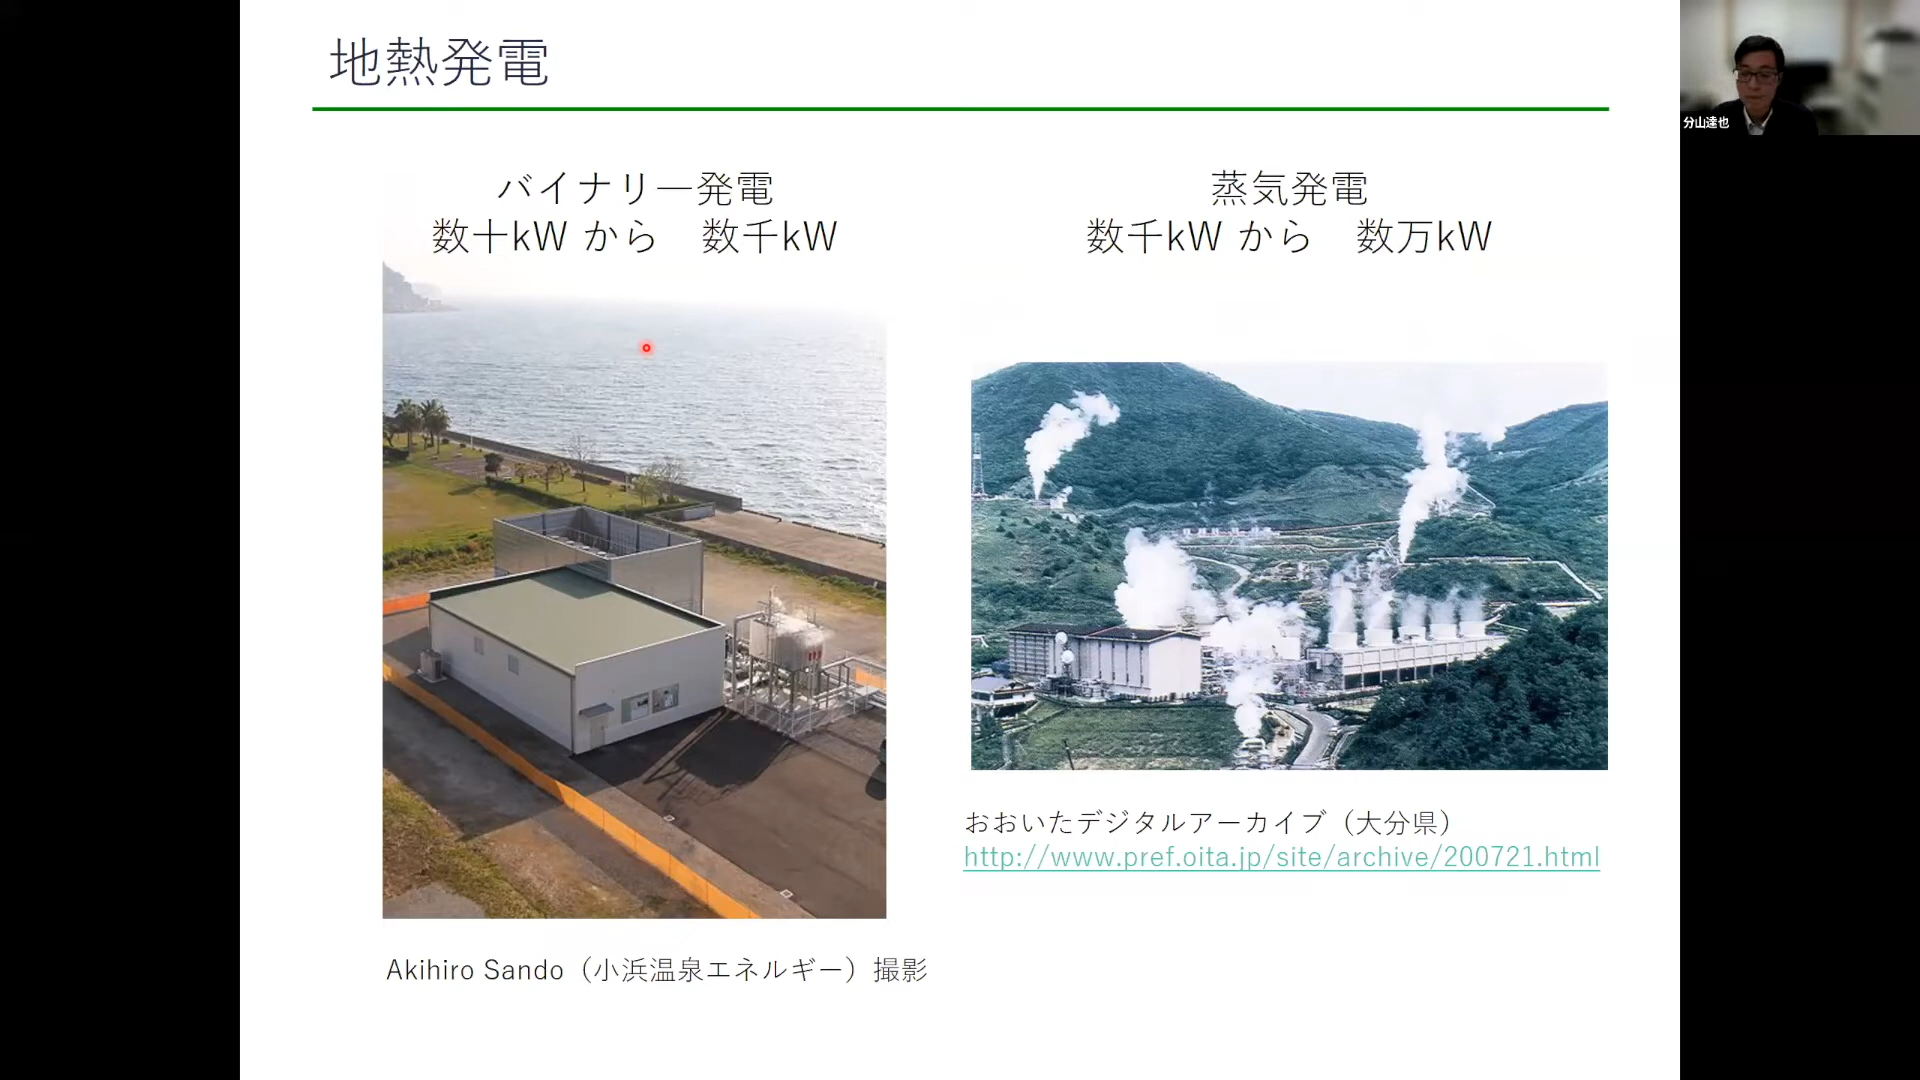 地熱発電
バイナリ―発電
数十kW から　数千kW
蒸気発電
数千kW から　数万kW
おおいたデジタルアーカイブ（大分県）
http://www.pref.oita.jp/site/archive/200721.html
Akihiro Sando（小浜温泉エネルギー）撮影
分山達也